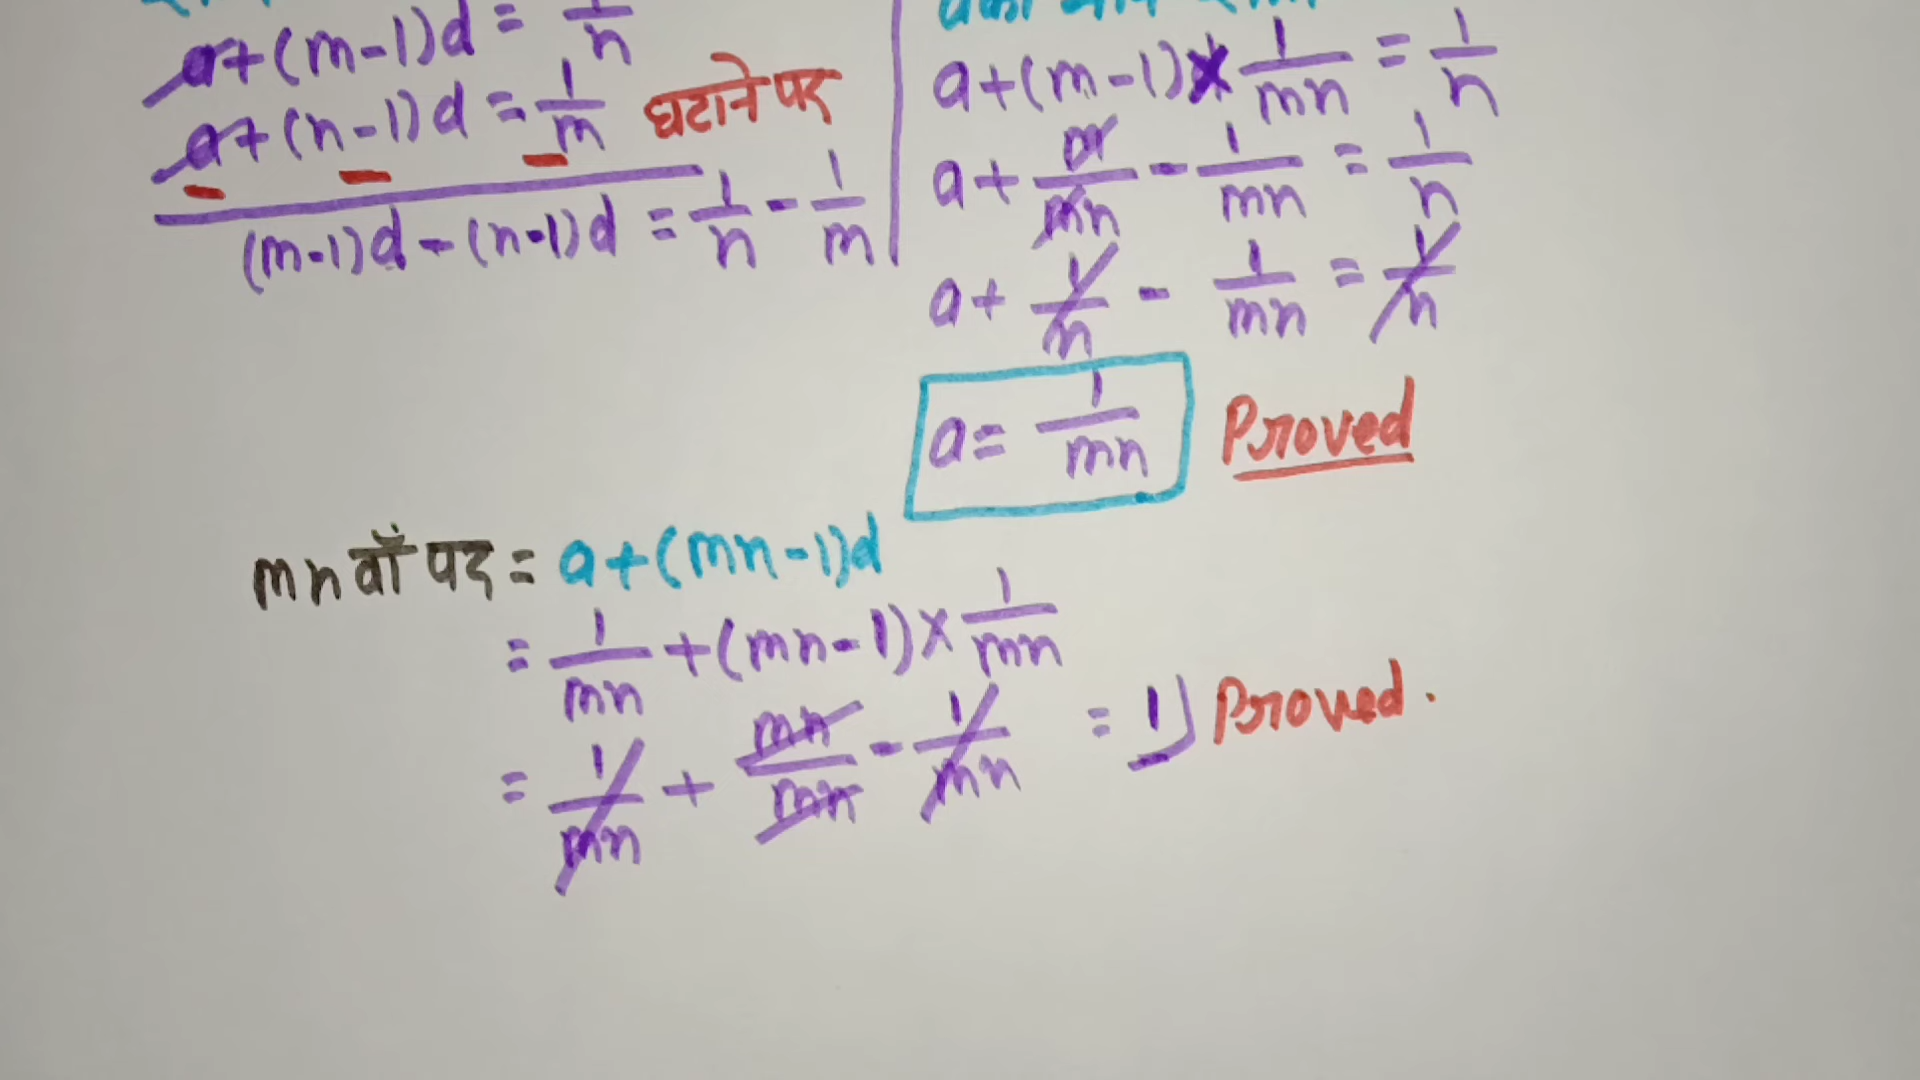 a+(m-1)d = 1/n
a+(n-1)d = 1/m घटाने पर
(m-1)d - (n-1)d = 1/n - 1/m
a+(m-1)× 1/mn = 1/n
a + m/mn - 1/mn = 1/n
a + 1/n - 1/mn = 1/n
a = 1/mn Proved
mn वाँ पद = a+(mn-1)d
= 1/mn + (mn-1) × 1/mn
= 1/mn + mn/mn - 1/mn = 1 Proved.